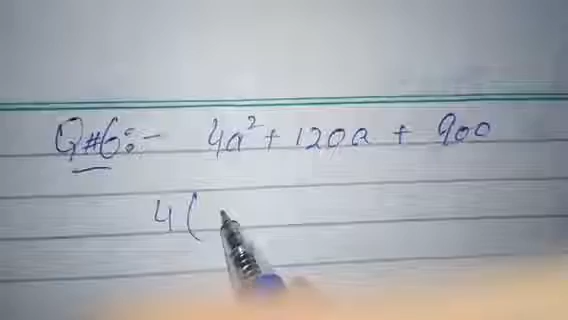 Q#6:- 4a² + 120a + 900
4(